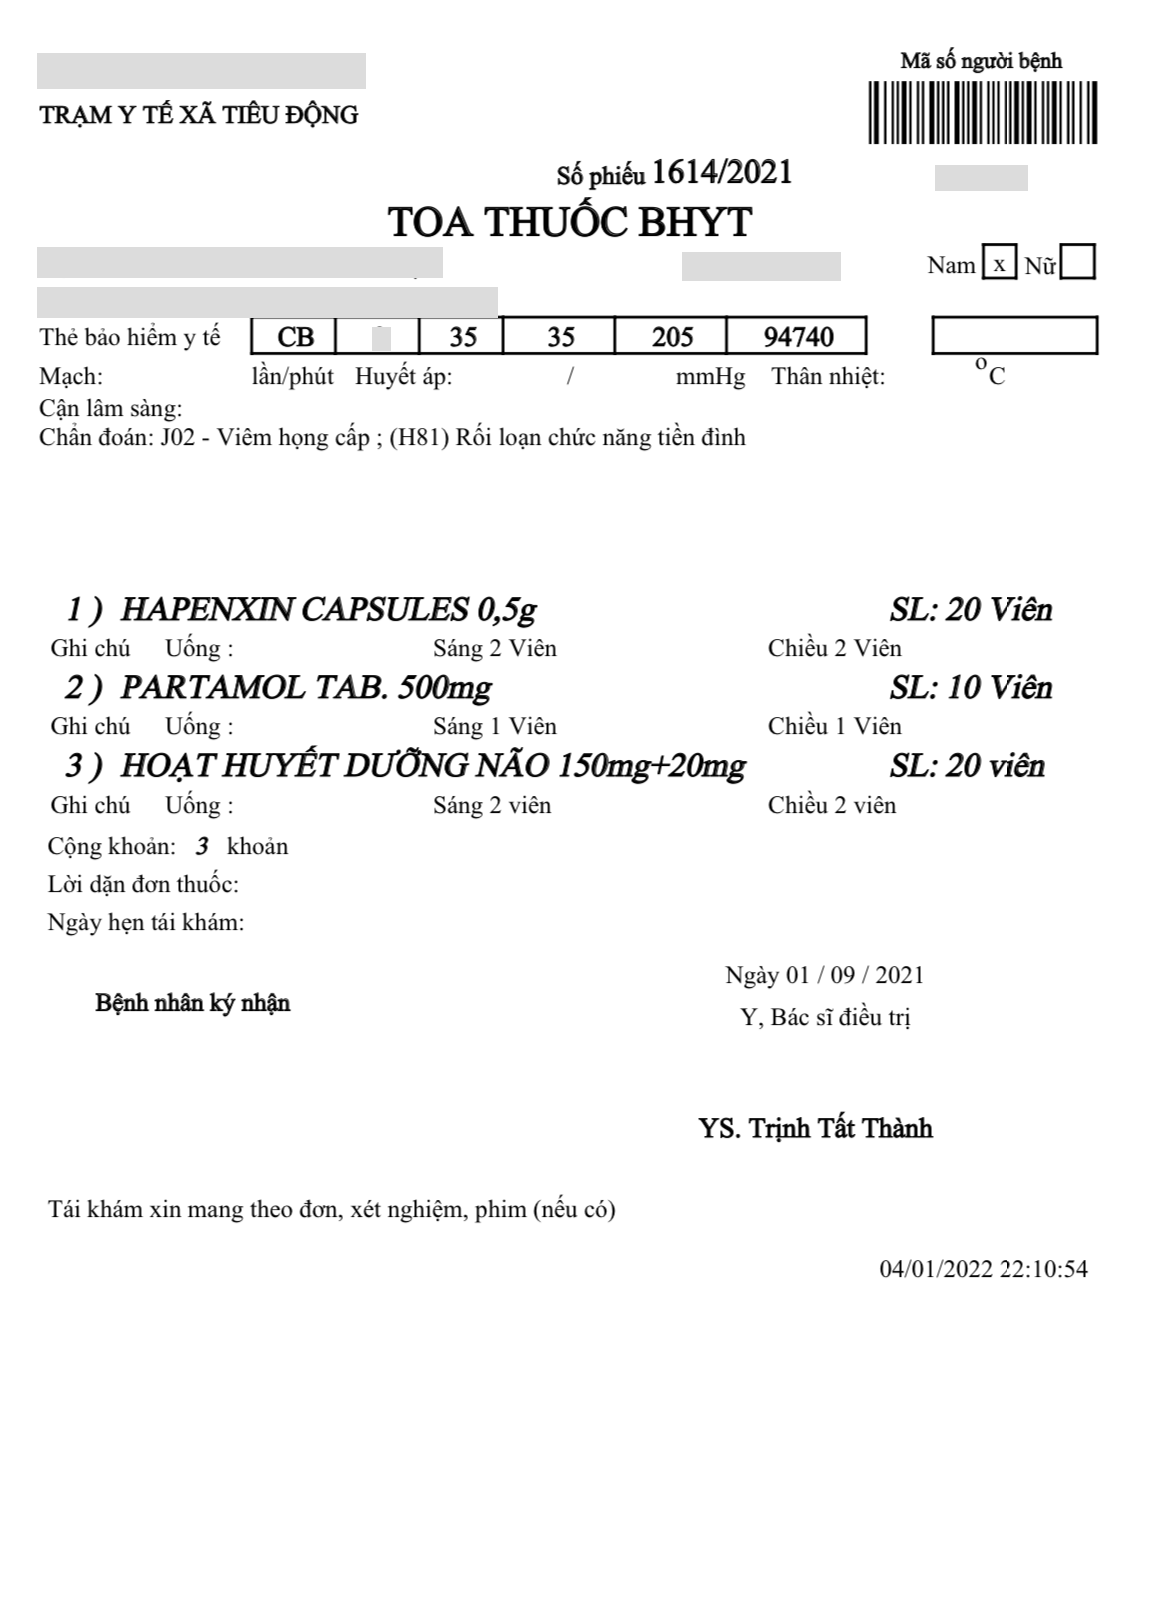 Mã số người bệnh
TRẠM Y TẾ XÃ TIÊU ĐỘNG
Số phiếu 1614/2021
TOA THUỐC BHYT
Nam x Nữ
Thẻ bảo hiểm y tế CB 35 35 205 94740
Mạch: lần/phút Huyết áp: / mmHg Thân nhiệt: oC
Cận lâm sàng:
Chẩn đoán: J02 - Viêm họng cấp ; (H81) Rối loạn chức năng tiền đình
1 ) HAPENXIN CAPSULES 0,5g SL: 20 Viên
Ghi chú Uống : Sáng 2 Viên Chiều 2 Viên
2 ) PARTAMOL TAB. 500mg SL: 10 Viên
Ghi chú Uống : Sáng 1 Viên Chiều 1 Viên
3 ) HOẠT HUYẾT DƯỠNG NÃO 150mg+20mg SL: 20 viên
Ghi chú Uống : Sáng 2 viên Chiều 2 viên
Cộng khoản: 3 khoản
Lời dặn đơn thuốc:
Ngày hẹn tái khám:
Ngày 01 / 09 / 2021
Bệnh nhân ký nhận
Y, Bác sĩ điều trị
YS. Trịnh Tất Thành
Tái khám xin mang theo đơn, xét nghiệm, phim (nếu có)
04/01/2022 22:10:54